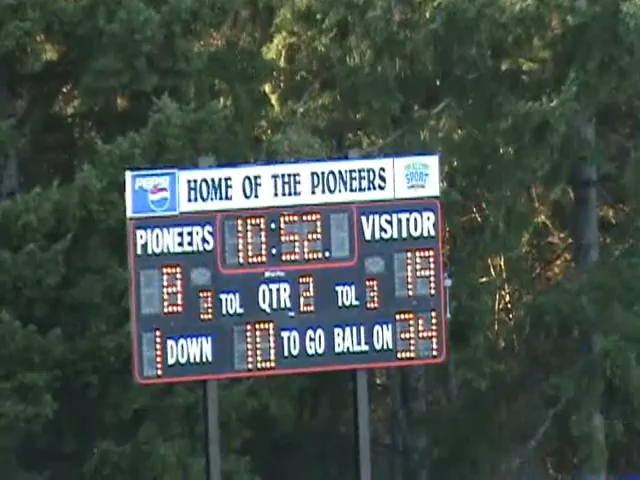 PEPSI HOME OF THE PIONEERS SPORT
PIONEERS 10:52. VISITOR
8 3 TOL QTR 2 TOL 3 19
1 DOWN 10 TO GO BALL ON 34